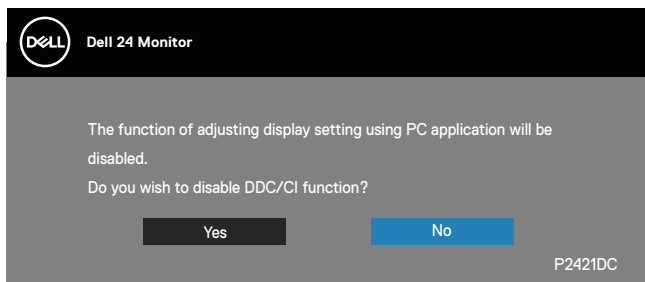 DELL
Dell 24 Monitor
The function of adjusting display setting using PC application will be
disabled.
Do you wish to disable DDC/CI function?
Yes No
P2421DC